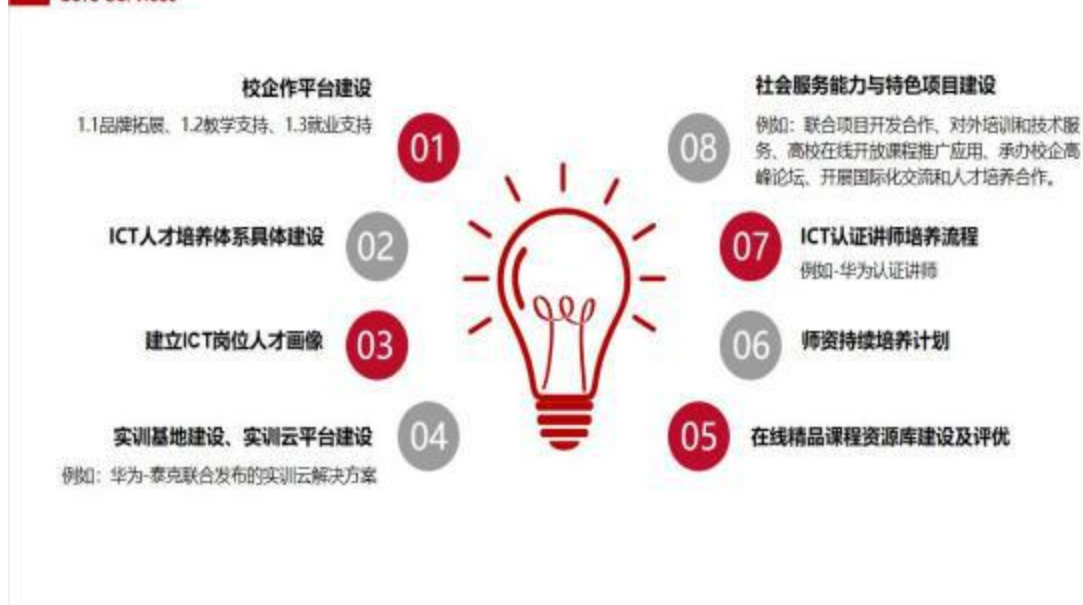 校企作平台建设
1.1品牌拓展、1.2教学支持、1.3就业支持
01
ICT人才培养体系具体建设
02
建立ICT岗位人才画像
03
实训基地建设、实训云平台建设
例如：华为-泰克联合发布的实训云解决方案
04
社会服务能力与特色项目建设
例如：联合项目开发合作、对外培训和技术服
务、高校在线开放课程推广应用、承办校企高
峰论坛、开展国际化交流和人才培养合作。
08
ICT认证讲师培养流程
例如-华为认证讲师
07
师资持续培养计划
06
在线精品课程资源库建设及评优
05